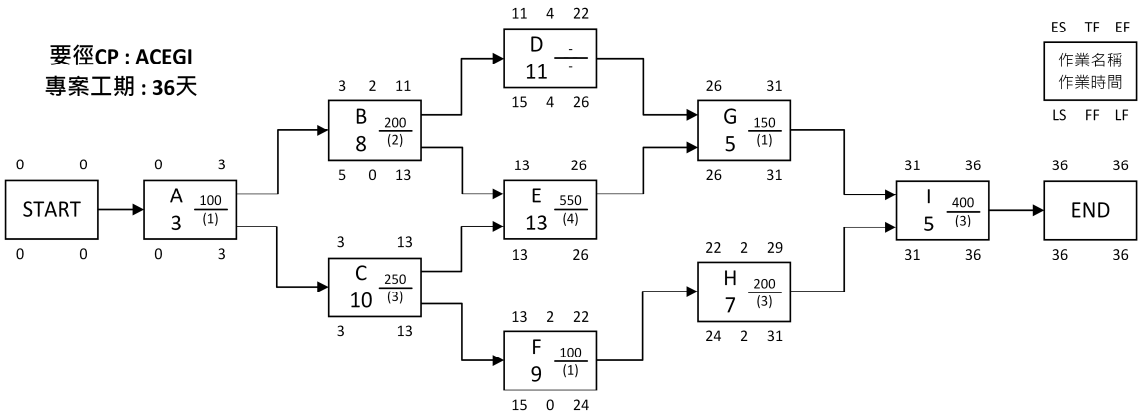 要徑CP : ACEGI
專案工期 : 36天
ES TF EF
作業名稱
作業時間
LS FF LF
0 0
START
0 0
0 3
A 100
3 (1)
0 3
3 2 11
B 200
8 (2)
5 0 13
3 13
C 250
10 (3)
3 13
11 4 22
D -
11 -
15 4 26
13 26
E 550
13 (4)
13 26
13 2 22
F 100
9 (1)
15 0 24
26 31
G 150
5 (1)
26 31
22 2 29
H 200
7 (3)
24 2 31
31 36
I 400
5 (3)
31 36
36 36
END
36 36